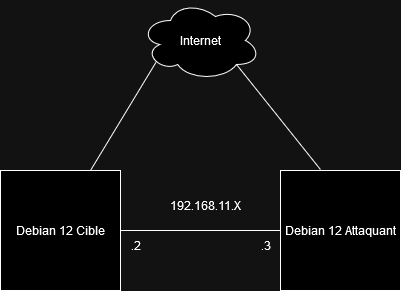 Internet
192.168.11.X
Debian 12 Cible
Debian 12 Attaquant
.2
.3